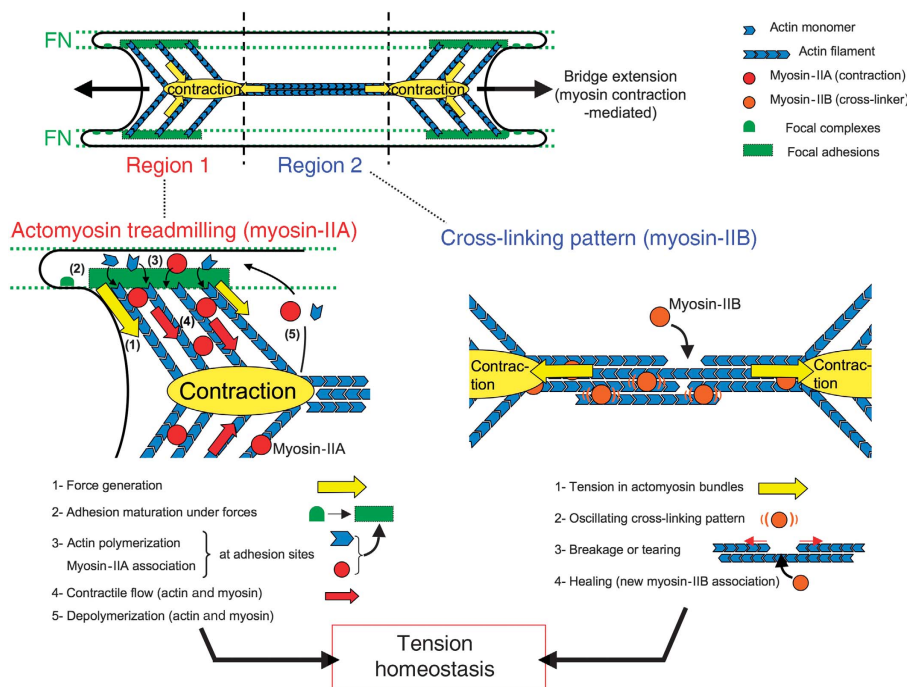 FN
FN
contraction
contraction
Bridge extension
(myosin contraction
-mediated)
Actin monomer
Actin filament
Myosin-IIA (contraction)
Myosin-IIB (cross-linker)
Focal complexes
Focal adhesions
Region 1
Region 2
Actomyosin treadmilling (myosin-IIA)
(2)
(3)
(1)
(4)
(5)
Contraction
Myosin-IIA
Cross-linking pattern (myosin-IIB)
Myosin-IIB
Contrac-
tion
Contrac-
tion
1- Force generation
2- Adhesion maturation under forces
3- Actin polymerization
Myosin-IIA association
at adhesion sites
4- Contractile flow (actin and myosin)
5- Depolymerization (actin and myosin)
1- Tension in actomyosin bundles
2- Oscillating cross-linking pattern
3- Breakage or tearing
4- Healing (new myosin-IIB association)
Tension
homeostasis